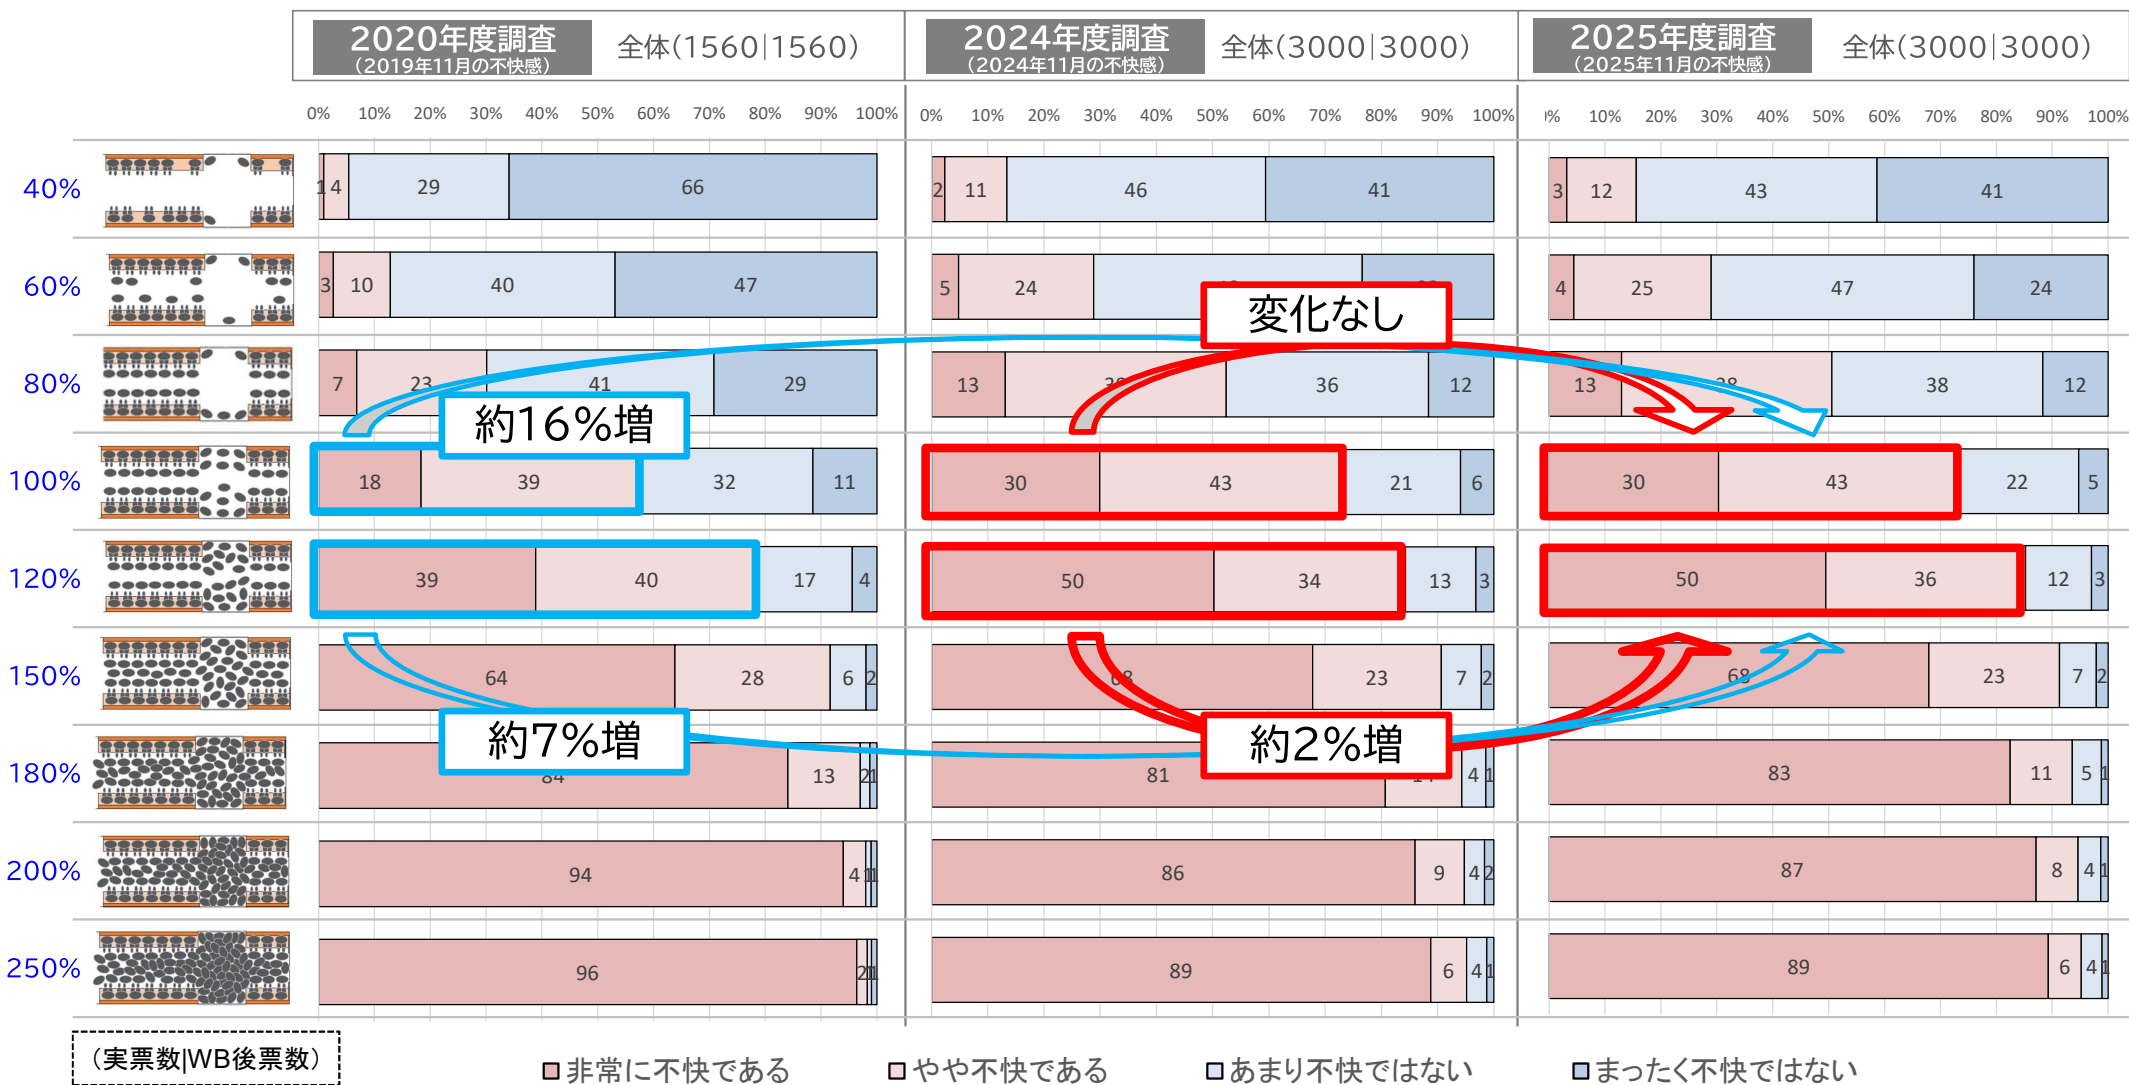 2020年度調査
(2019年11月の不快感)
全体(1560|1560)
2024年度調査
(2024年11月の不快感)
全体(3000|3000)
2025年度調査
(2025年11月の不快感)
全体(3000|3000)
0% 10% 20% 30% 40% 50% 60% 70% 80% 90% 100%
0% 10% 20% 30% 40% 50% 60% 70% 80% 90% 100%
10% 20% 30% 40% 50% 60% 70% 80% 90% 100%
40% 1 4 29 66 2 11 46 41 3 12 43 41
60% 3 10 40 47 5 24 4 25 47 24
変化なし
80% 7 23 41 29 13 36 12 13 38 12
約16%増
100% 18 39 32 11 30 43 21 6 30 43 22 5
120% 39 40 17 4 50 34 13 3 50 36 12 3
150% 64 28 6 2 68 23 7 2 68 23 7 2
約7%増
約2%増
180% 84 13 2 1 81 4 1 83 11 5 1
200% 94 4 1 1 86 9 4 2 87 8 4 1
250% 96 2 1 1 89 6 4 1 89 6 4 1
(実票数|WB後票数)
非常に不快である
やや不快である
あまり不快ではない
まったく不快ではない